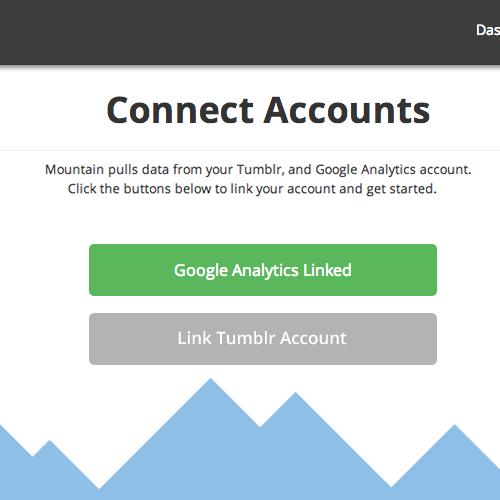 Das
Connect Accounts
Mountain pulls data from your Tumblr, and Google Analytics account.
Click the buttons below to link your account and get started.
Google Analytics Linked
Link Tumblr Account